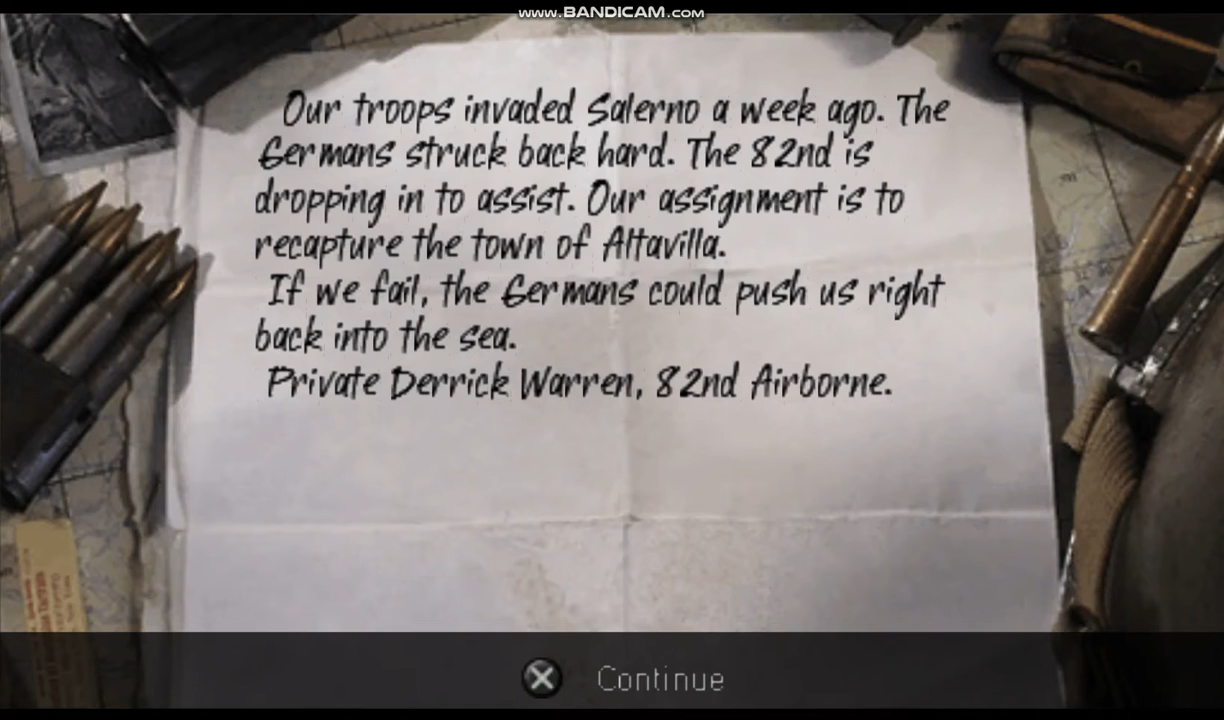 www.BANDICAM.com
Our troops invaded Salerno a week ago. The
Germans struck back hard. The 82nd is
dropping in to assist. Our assignment is to
recapture the town of Altavilla.
If we fail, the Germans could push us right
back into the sea.
Private Derrick Warren, 82nd Airborne.
Continue